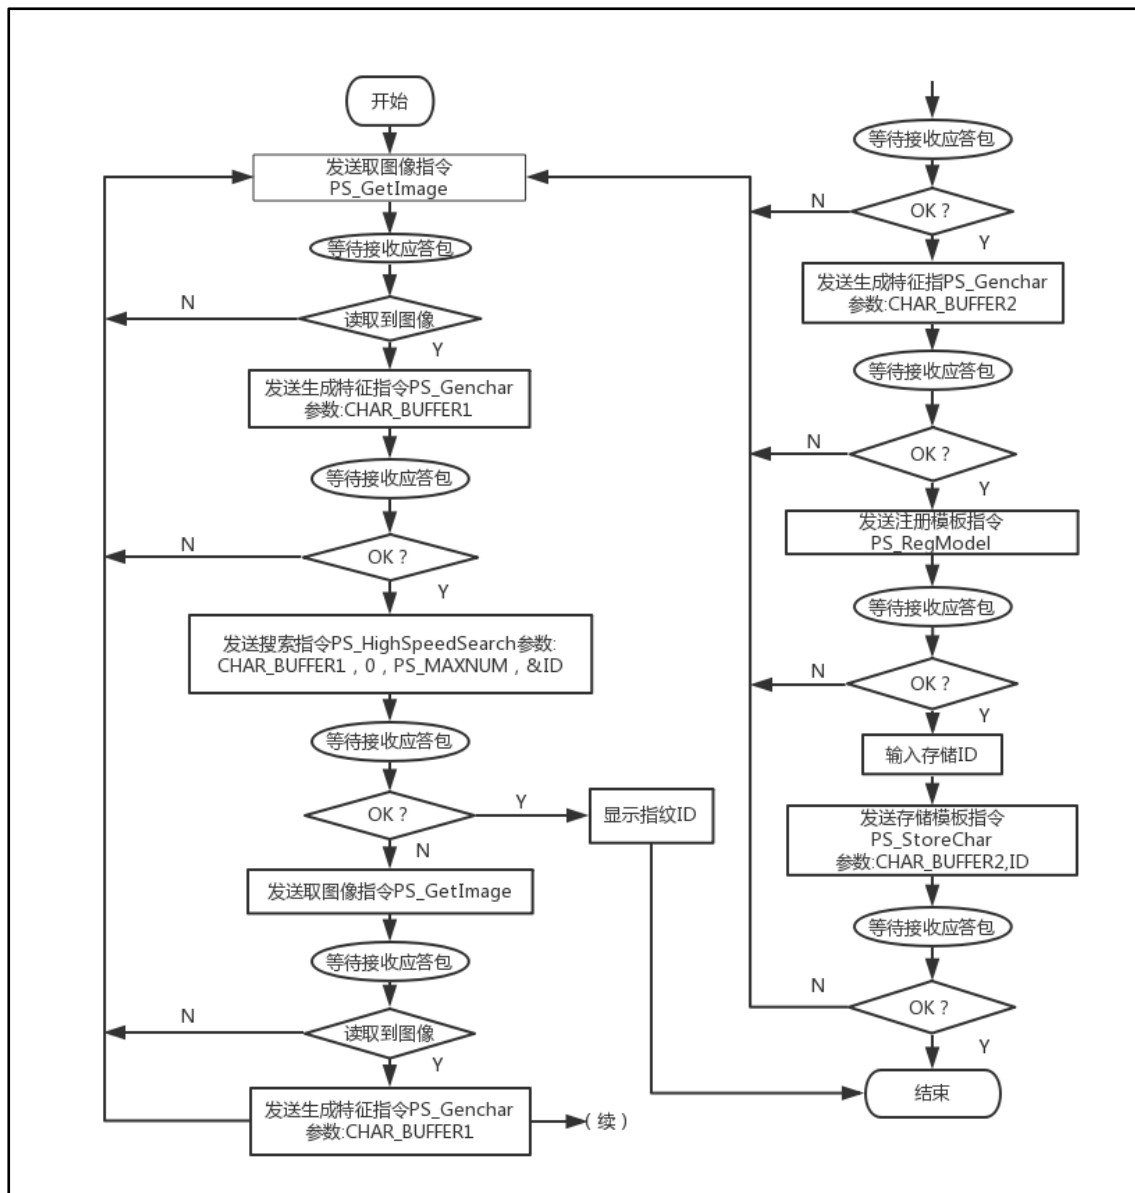 开始
发送取图像指令
PS_GetImage
等待接收应答包
N
读取到图像
Y
发送生成特征指令PS_Genchar
参数:CHAR_BUFFER1
等待接收应答包
N
OK？
Y
发送搜索指令PS_HighSpeedSearch参数:
CHAR_BUFFER1，0，PS_MAXNUM，&ID
等待接收应答包
OK？
Y
显示指纹ID
N
发送取图像指令PS_GetImage
等待接收应答包
N
读取到图像
Y
发送生成特征指令PS_Genchar
参数:CHAR_BUFFER1
（续）
等待接收应答包
N
OK？
Y
发送生成特征指PS_Genchar
参数:CHAR_BUFFER2
等待接收应答包
N
OK？
Y
发送注册模板指令
PS_RegModel
等待接收应答包
N
OK？
Y
输入存储ID
发送存储模板指令
PS_StoreChar
参数:CHAR_BUFFER2,ID
等待接收应答包
N
OK？
Y
结束